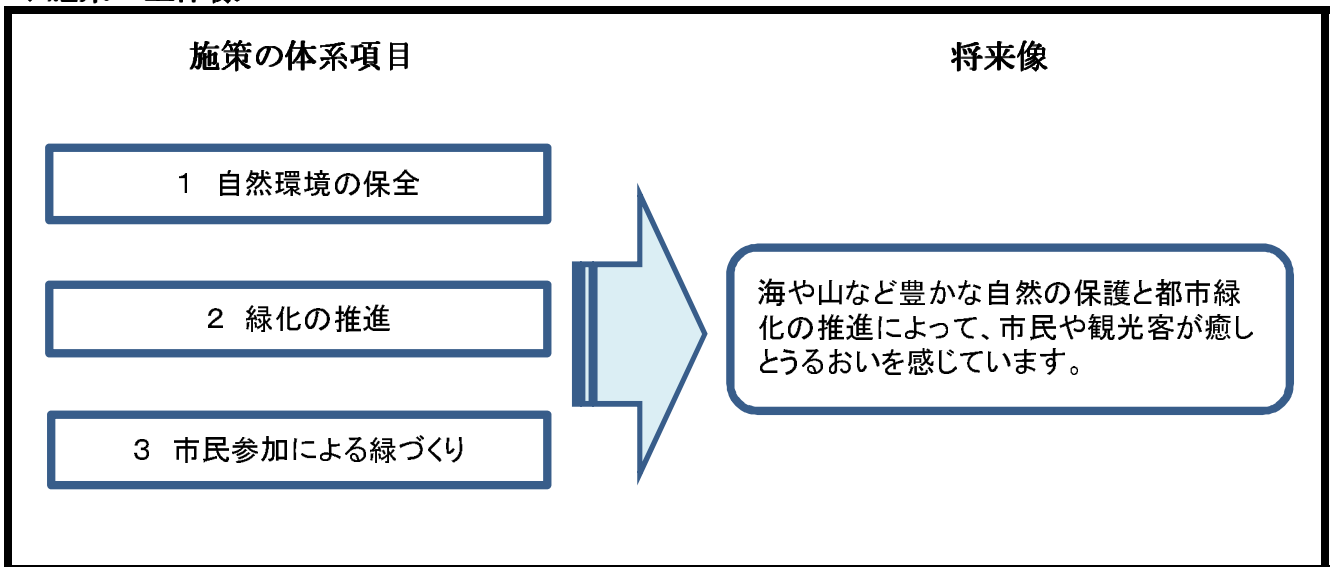 施策の体系項目
将来像
1 自然環境の保全
2 緑化の推進
3 市民参加による緑づくり
海や山など豊かな自然の保護と都市緑
化の推進によって、市民や観光客が癒し
とうるおいを感じています。